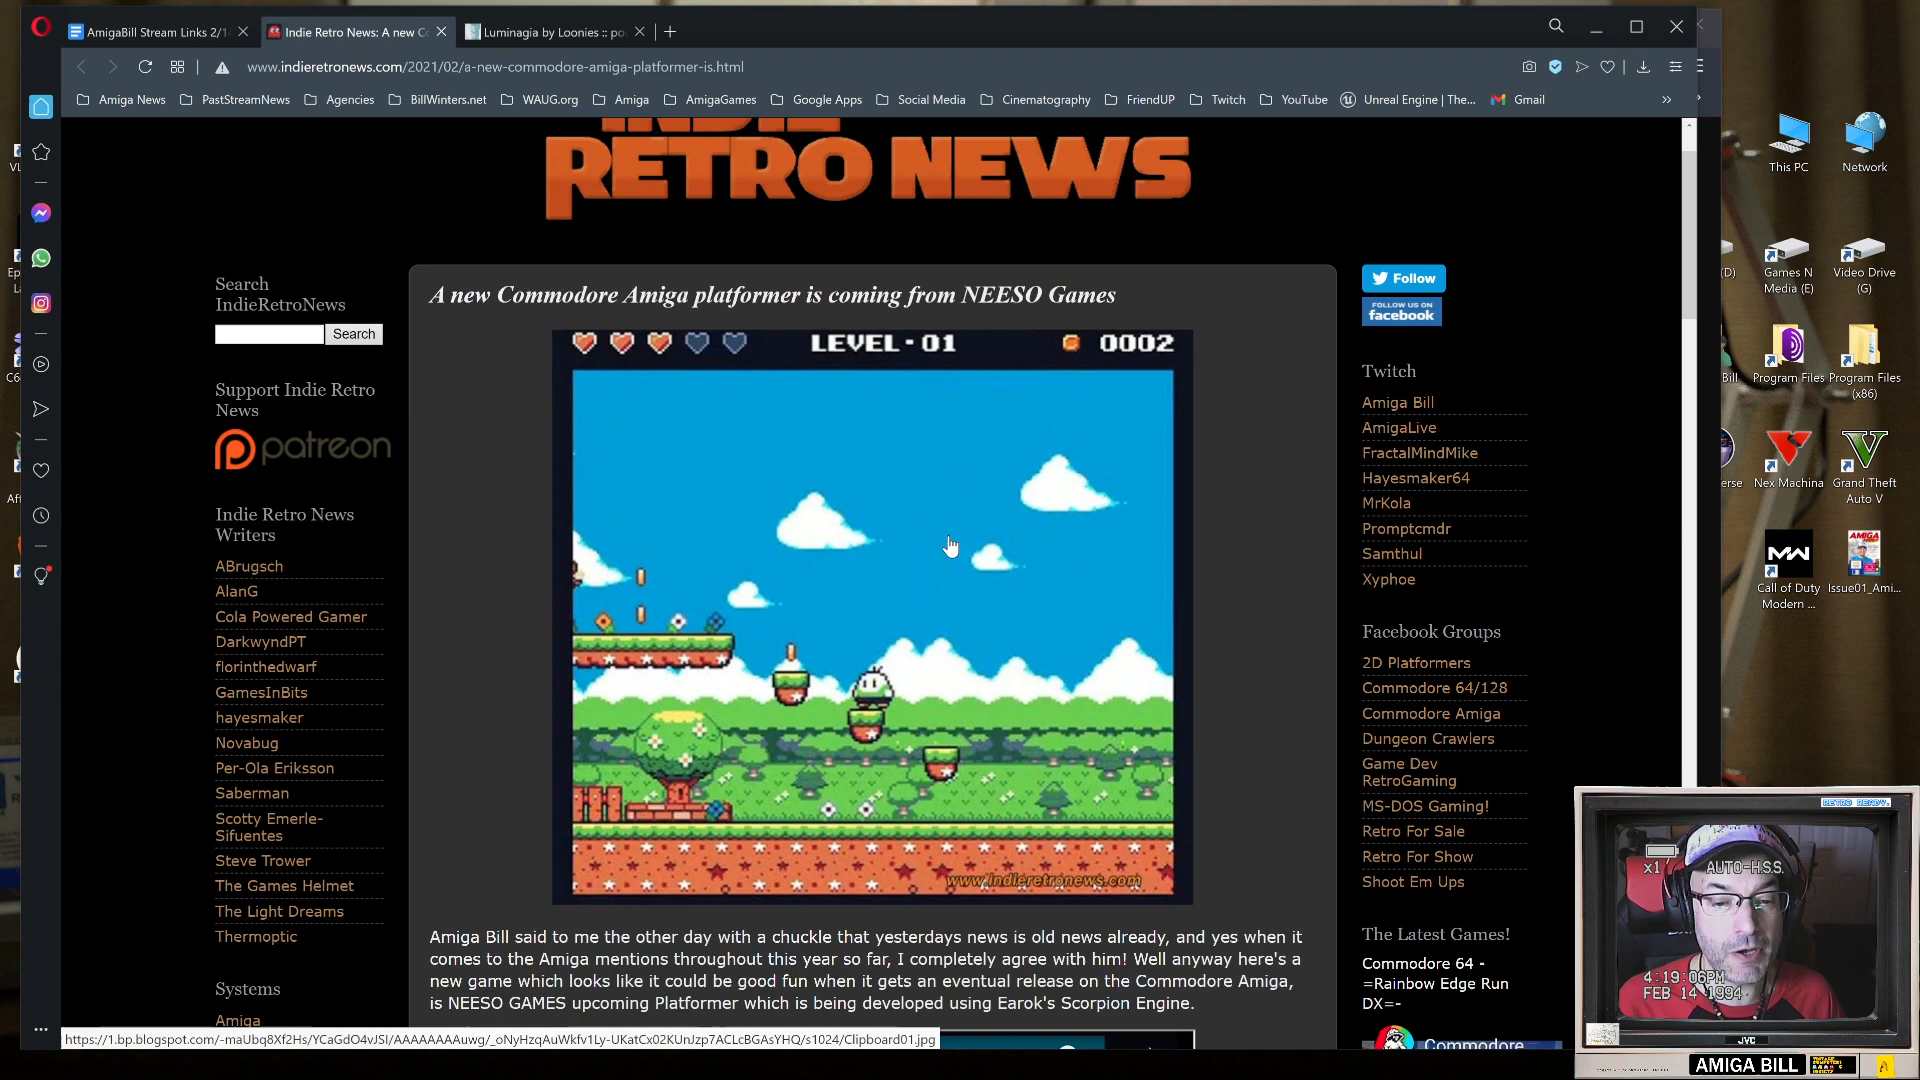 AmigaBill Stream Links 2/1
Indie Retro News: A new Co
Luminagia by Loonies :: po
www.indieretronews.com/2021/02/a-new-commodore-amiga-platformer-is.html
Amiga News
PastStreamNews
Agencies
BillWinters.net
WAUG.org
Amiga
AmigaGames
Google Apps
Social Media
Cinematography
FriendUP
Twitch
YouTube
Unreal Engine | The...
Gmail
INDIE
RETRO NEWS
Search
IndieRetroNews
Search
Support Indie Retro
News
patreon
Indie Retro News
Writers
ABrugsch
AlanG
Cola Powered Gamer
DarkwyndPT
florinthedwarf
GamesInBits
hayesmaker
Novabug
Per-Ola Eriksson
Saberman
Scotty Emerle-
Sifuentes
Steve Trower
The Games Helmet
The Light Dreams
Thermoptic
Systems
Amiga
A new Commodore Amiga platformer is coming from NEESO Games
LEVEL·01
0002
www.indieretronews.com
Amiga Bill said to me the other day with a chuckle that yesterdays news is old news already, and yes when it
comes to the Amiga mentions throughout this year so far, I completely agree with him! Well anyway here's a
new game which looks like it could be good fun when it gets an eventual release on the Commodore Amiga,
is NEESO GAMES upcoming Platformer which is being developed using Earok's Scorpion Engine.
https://1.bp.blogspot.com/-maUbq8Xf2Hs/YCaGdO4vJSI/AAAAAAAAuwg/_oNyHzqAuWkfv1Ly-UKatCx02KUnJzp7ACLcBGAsYHQ/s1024/Clipboard01.jpg
Follow
FOLLOW US ON
facebook
Twitch
Amiga Bill
AmigaLive
FractalMindMike
Hayesmaker64
MrKola
Promptcmdr
Samthul
Xyphoe
Facebook Groups
2D Platformers
Commodore 64/128
Commodore Amiga
Dungeon Crawlers
Game Dev
RetroGaming
MS-DOS Gaming!
Retro For Sale
Retro For Show
Shoot Em Ups
The Latest Games!
Commodore 64 -
=Rainbow Edge Run
DX=-
Commodore
This PC
Network
(D)
Games N
Media (E)
Video Drive
(G)
Bill
Program Files
Program Files
(x86)
erse
Nex Machina
Grand Theft
Auto V
MW
Call of Duty
Modern ...
AMIGA
Issue01_Ami...
VL
Ep
La
C6
Aft
RETRO READY.
x1
AUTO-H.S.S.
4:19:06PM
FEB 14 1994
JVC
AMIGA BILL